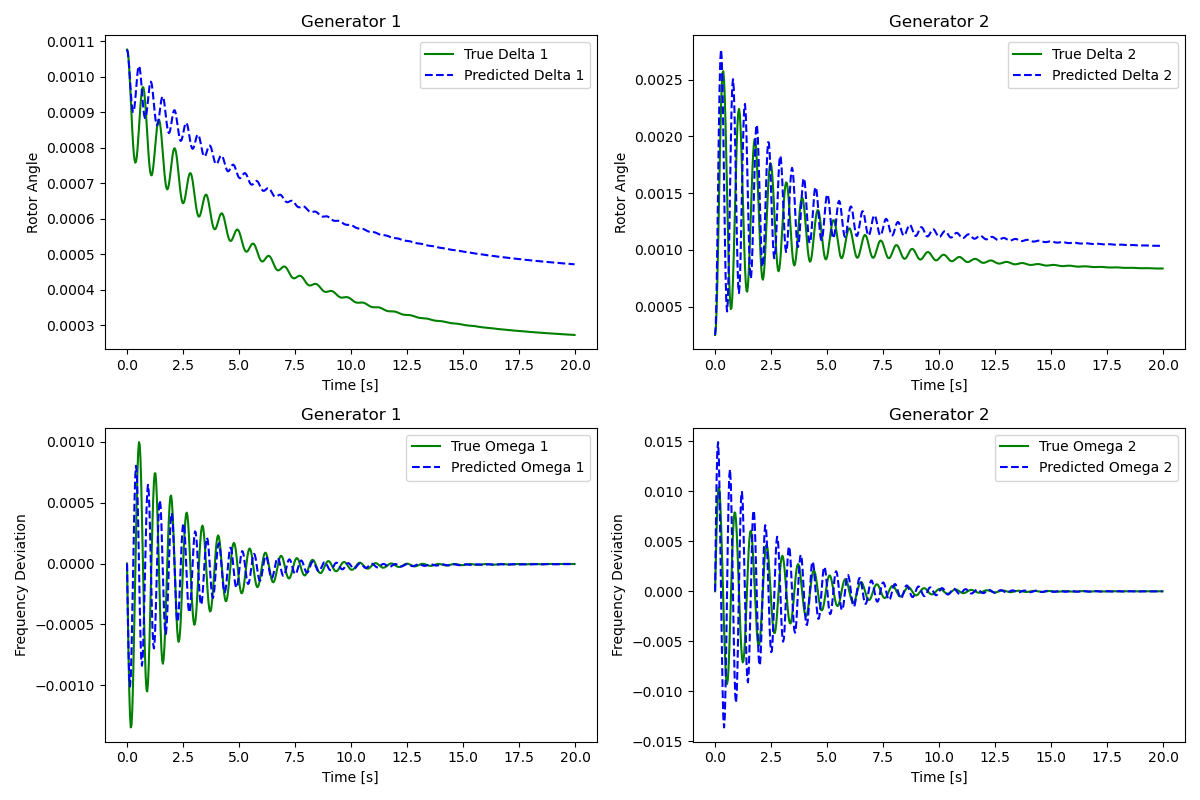 Generator 1
True Delta 1
Predicted Delta 1
Rotor Angle
0.0011
0.0010
0.0009
0.0008
0.0007
0.0006
0.0005
0.0004
0.0003
0.0 2.5 5.0 7.5 10.0 12.5 15.0 17.5 20.0
Time [s]
Generator 2
True Delta 2
Predicted Delta 2
Rotor Angle
0.0025
0.0020
0.0015
0.0010
0.0005
0.0 2.5 5.0 7.5 10.0 12.5 15.0 17.5 20.0
Time [s]
Generator 1
True Omega 1
Predicted Omega 1
Frequency Deviation
0.0010
0.0005
0.0000
−0.0005
−0.0010
0.0 2.5 5.0 7.5 10.0 12.5 15.0 17.5 20.0
Time [s]
Generator 2
True Omega 2
Predicted Omega 2
Frequency Deviation
0.015
0.010
0.005
0.000
−0.005
−0.010
−0.015
0.0 2.5 5.0 7.5 10.0 12.5 15.0 17.5 20.0
Time [s]